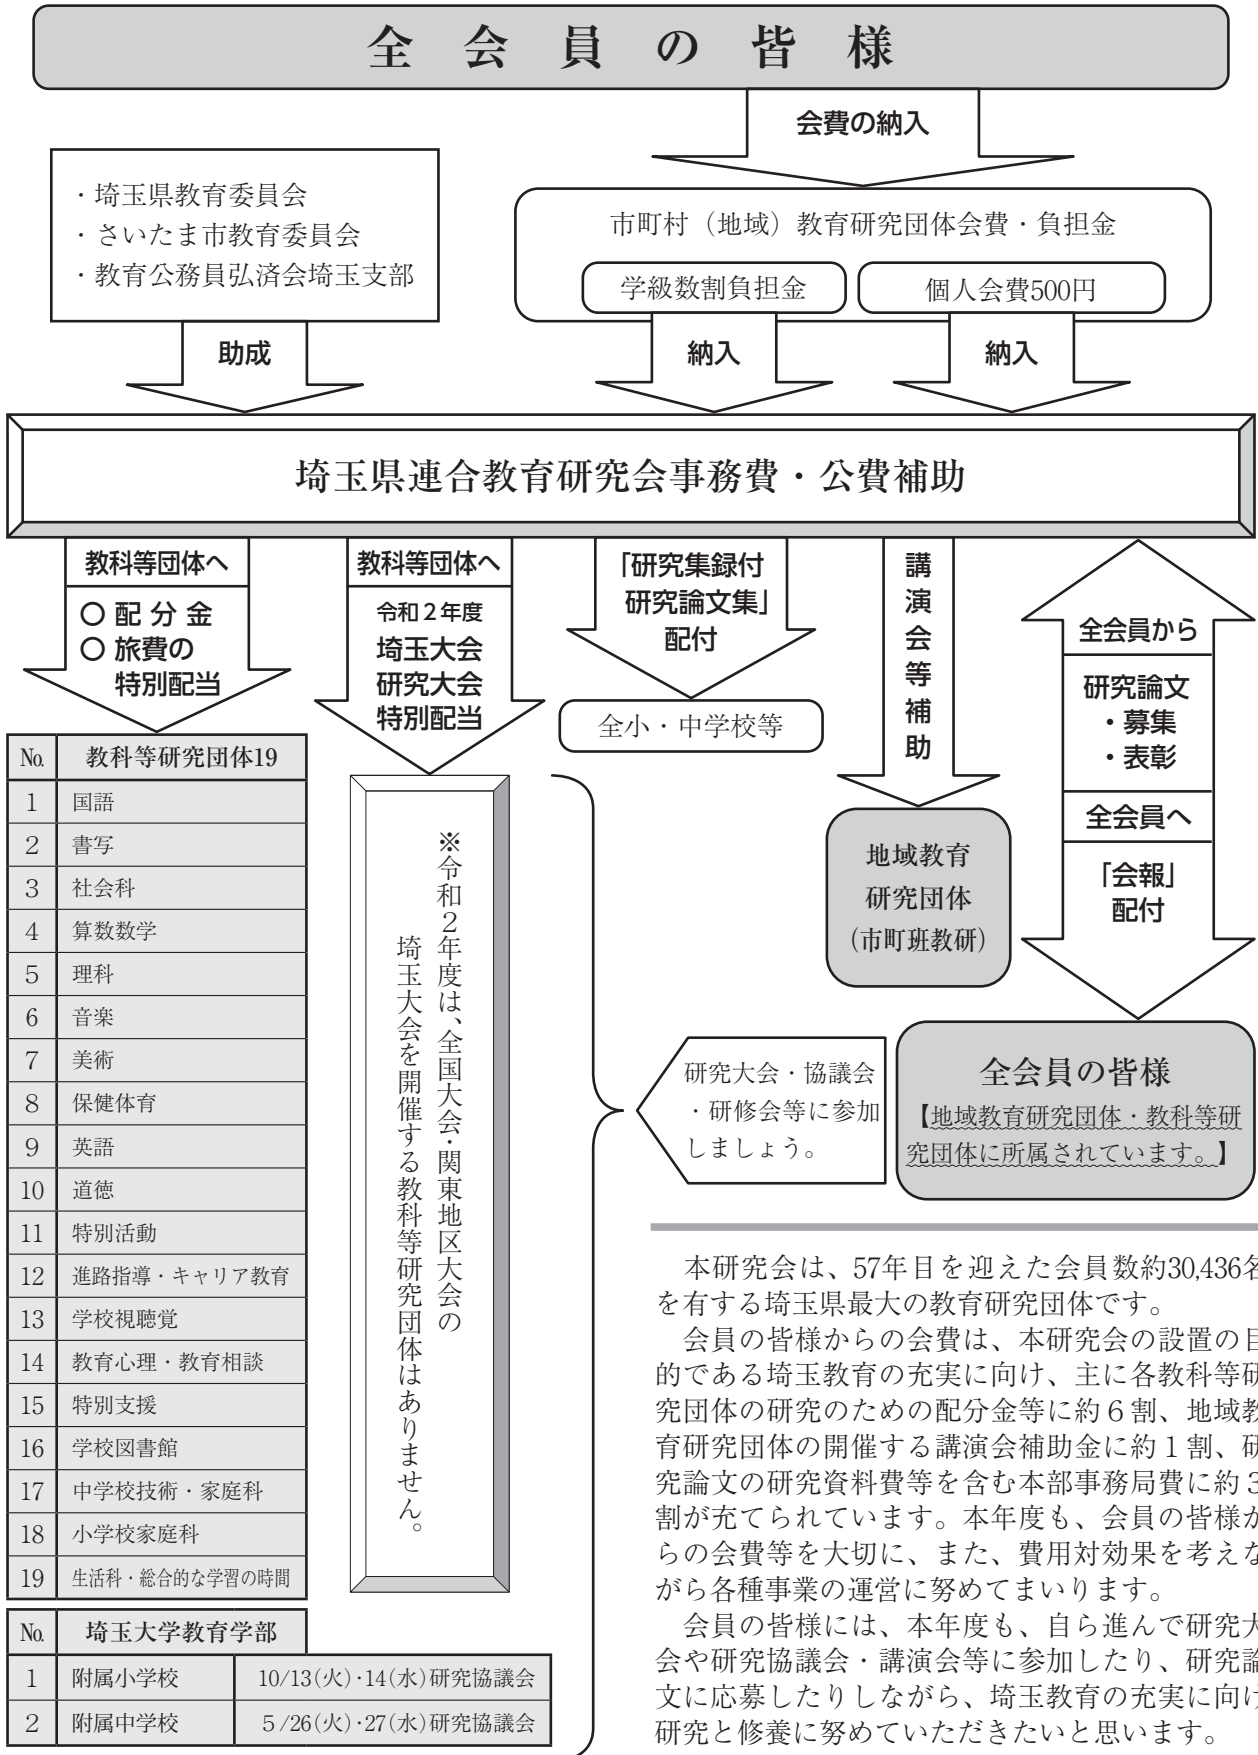 全会員の皆様
会費の納入
・埼玉県教育委員会
・さいたま市教育委員会
・教育公務員弘済会埼玉支部
市町村（地域）教育研究団体会費・負担金
学級数割負担金
個人会費500円
助成
納入
納入
埼玉県連合教育研究会事務費・公費補助
教科等団体へ
〇 配 分 金
〇 旅費の
特別配当
教科等団体へ
令和２年度
埼玉大会
研究大会
特別配当
「研究集録付
研究論文集」
配付
全小・中学校等
講演会等補助
地域教育
研究団体
（市町班教研）
全会員から
研究論文
・募集
・表彰
全会員へ
「会報」
配付
全会員の皆様
【地域教育研究団体・教科等研
究団体に所属されています。】
研究大会・協議会
・研修会等に参加
しましょう。
№ 教科等研究団体19
1 国語
2 書写
3 社会科
4 算数数学
5 理科
6 音楽
7 美術
8 保健体育
9 英語
10 道徳
11 特別活動
12 進路指導・キャリア教育
13 学校視聴覚
14 教育心理・教育相談
15 特別支援
16 学校図書館
17 中学校技術・家庭科
18 小学校家庭科
19 生活科・総合的な学習の時間
※令和２年度は、全国大会・関東地区大会の
埼玉大会を開催する教科等研究団体はありません。
№ 埼玉大学教育学部
1 附属小学校 10/13(火)･14(水)研究協議会
2 附属中学校 5/26(火)･27(水)研究協議会
本研究会は、57年目を迎えた会員数約30,436名
を有する埼玉県最大の教育研究団体です。
会員の皆様からの会費は、本研究会の設置の目
的である埼玉教育の充実に向け、主に各教科等研
究団体の研究のための配分金等に約６割、地域教
育研究団体の開催する講演会補助金に約１割、研
究論文の研究資料費等を含む本部事務局費に約３
割が充てられています。本年度も、会員の皆様か
らの会費等を大切に、また、費用対効果を考えな
がら各種事業の運営に努めてまいります。
会員の皆様には、本年度も、自ら進んで研究大
会や研究協議会・講演会等に参加したり、研究論
文に応募したりしながら、埼玉教育の充実に向け
研究と修養に努めていただきたいと思います。